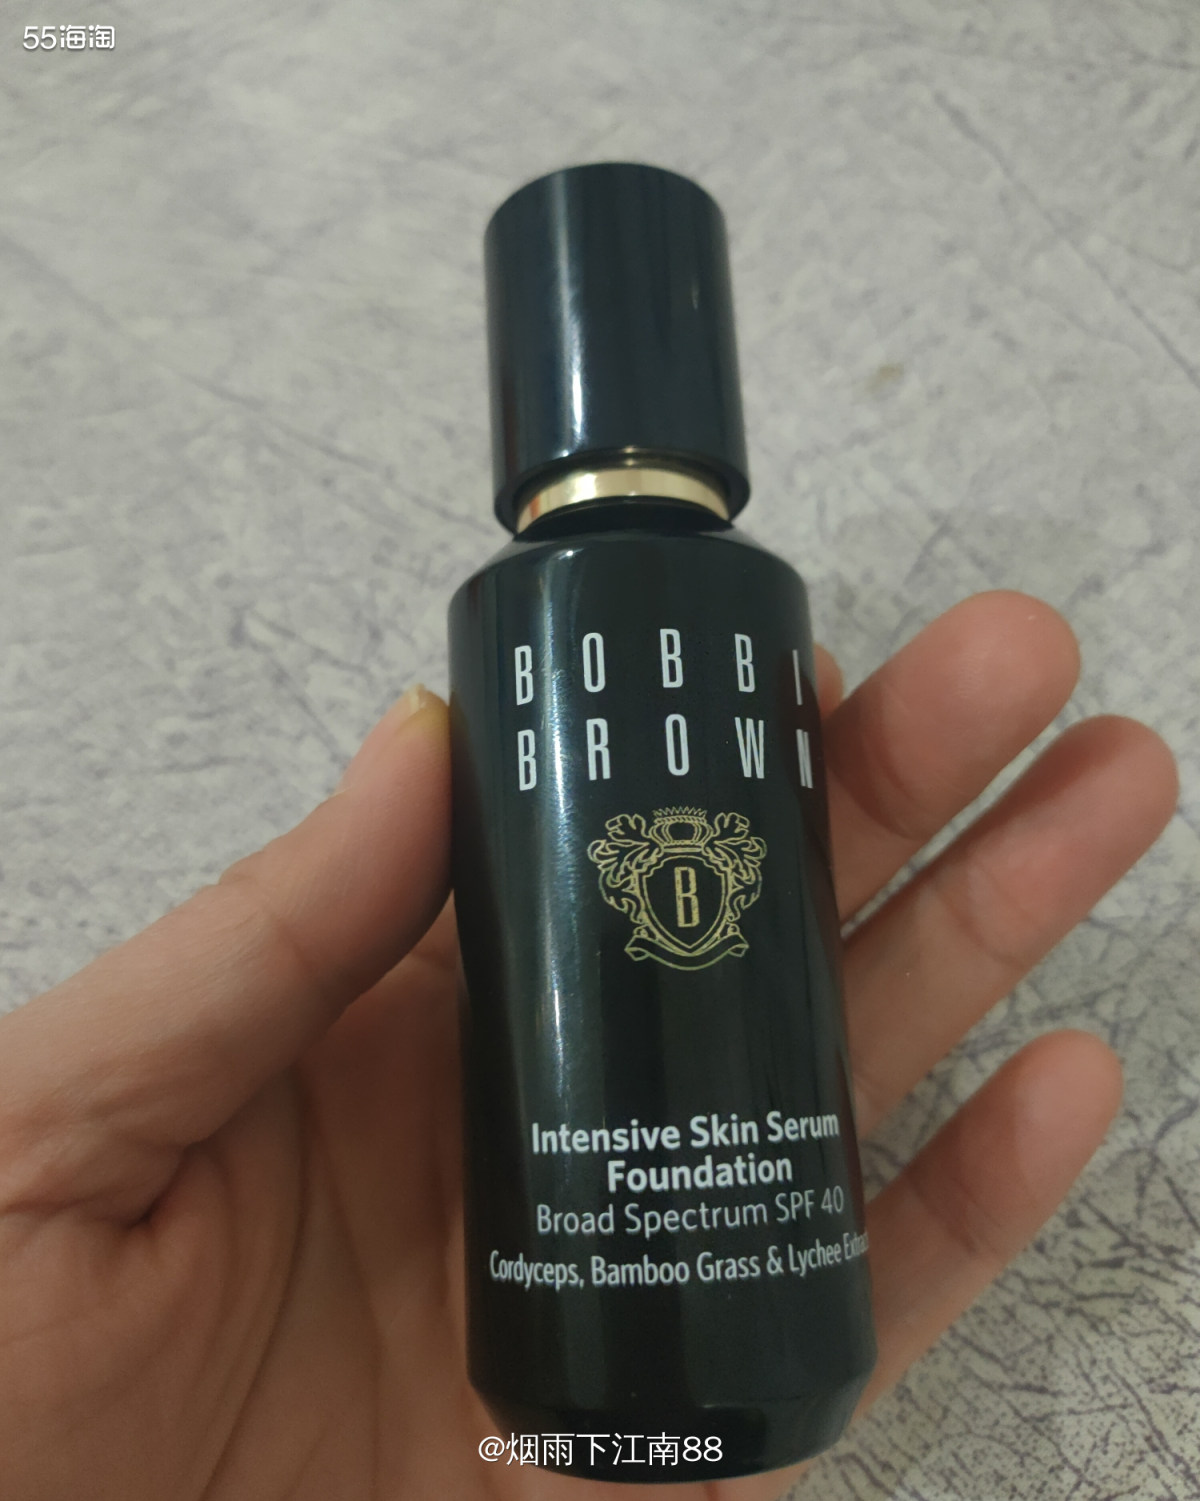 55海淘
BOBBI
BROWN
B
Intensive Skin Serum
Foundation
Broad Spectrum SPF 40
Cordyceps, Bamboo Grass & Lychee
@烟雨下江南88